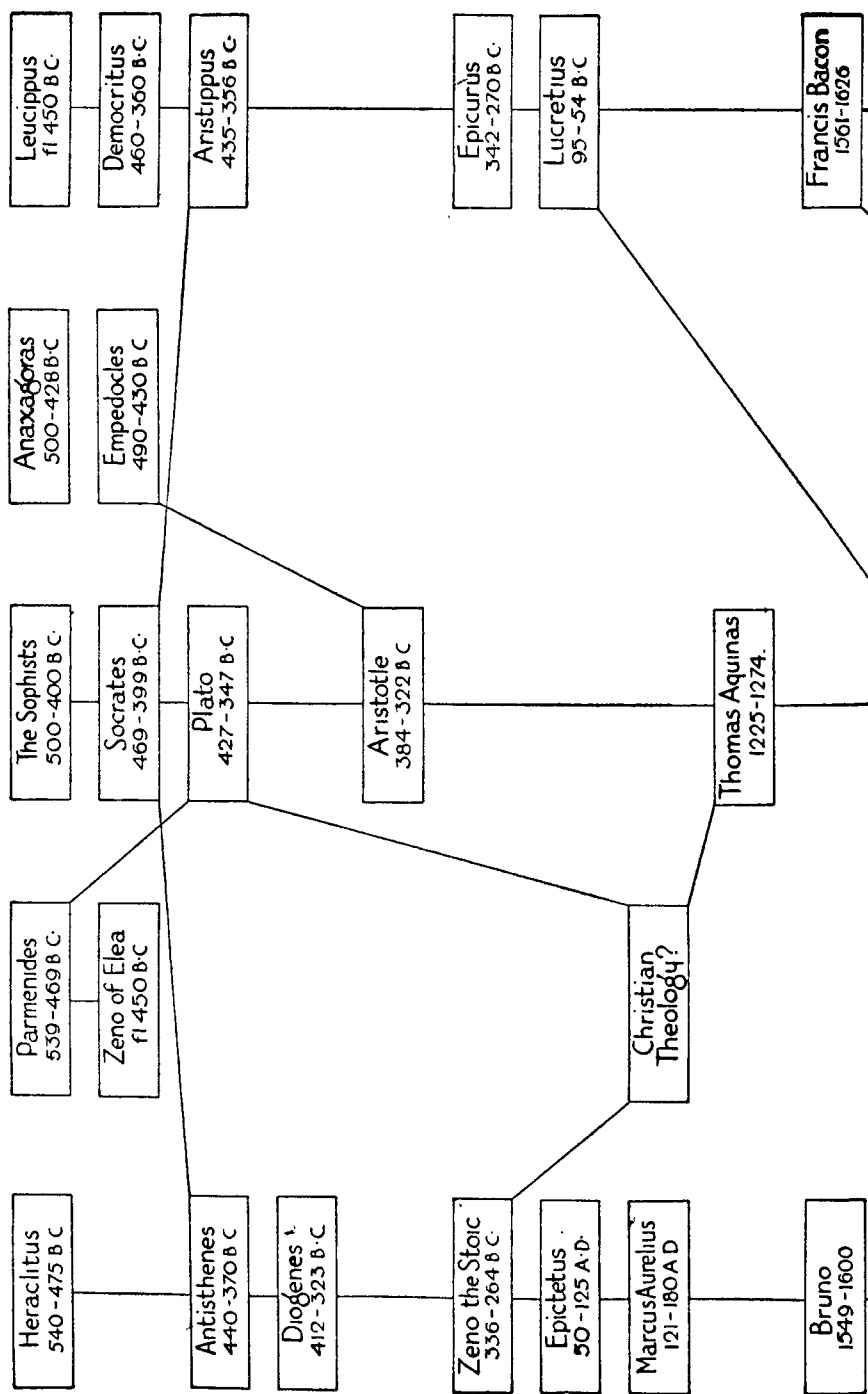 Heraclitus
540-475 B C
Parmenides
539-469 B C.
The Sophists
500-400 B C.
Anaxagoras
500-428 B.C
Leucippus
fl 450 B C.
Zeno of Elea
fl 450 B.C
Socrates
469-399 B.C.
Empedocles
490-430 B C
Democritus
460-360 B.C.
Antisthenes
440-370 B C
Plato
427-347 B.C
Aristippus
435-356 B C.
Diogenes
412-323 B.C
Aristotle
384-322 B C
Zeno the Stoic
336-264 B C.
Epicurus
342-270 B C.
Epictetus
50-125 A.D.
Lucretius
95-54 B.C
Marcus Aurelius
121-180 A D
Christian
Theology?
Thomas Aquinas
1225-1274.
Bruno
1549-1600
Francis Bacon
1561-1626